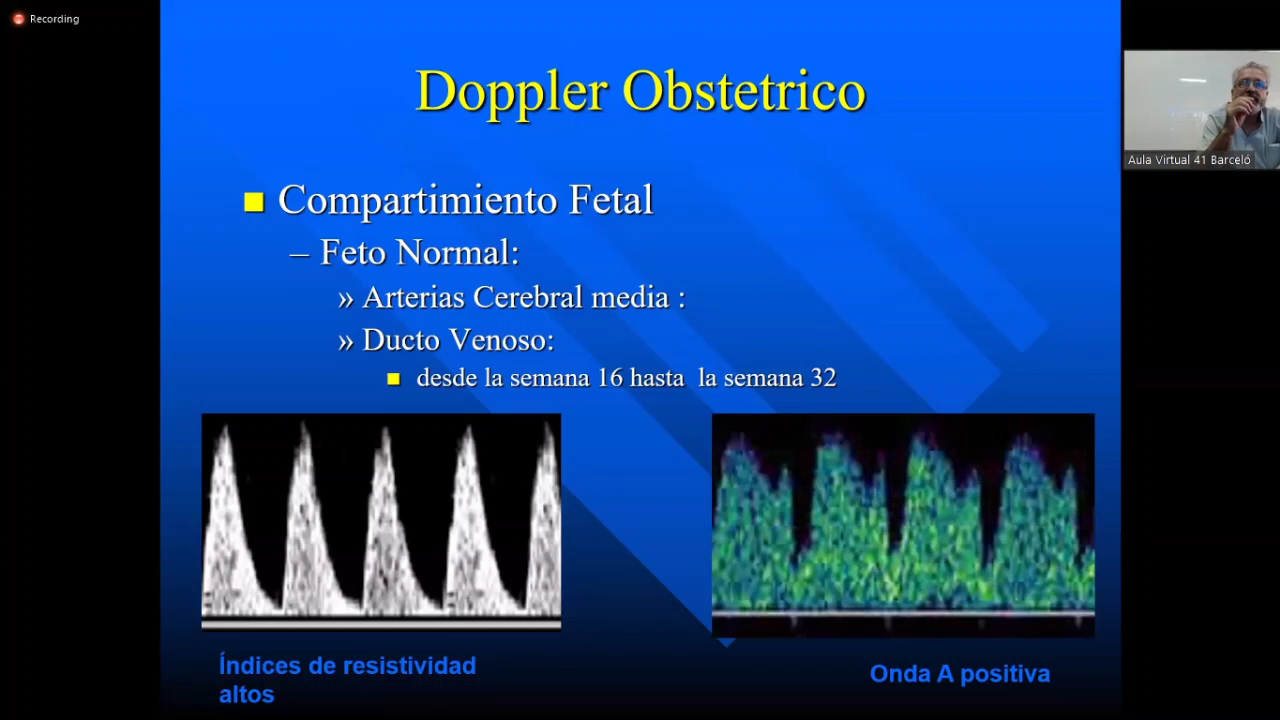 Recording
Doppler Obstetrico
Compartimiento Fetal
– Feto Normal:
» Arterias Cerebral media :
» Ducto Venoso:
desde la semana 16 hasta la semana 32
Índices de resistividad
altos
Onda A positiva
Aula Virtual 41 Barceló